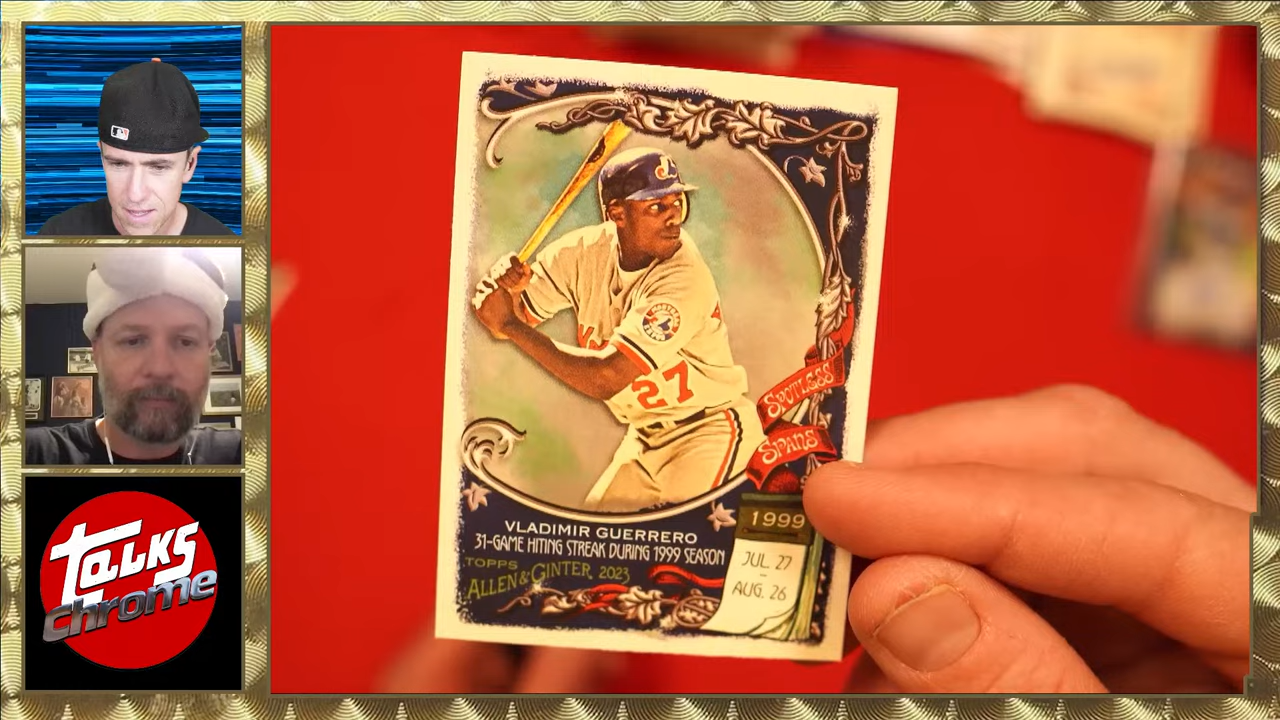 Talks
Chrome
27
SPOTLESS
SPANS
VLADIMIR GUERRERO
31-GAME HITING STREAK DURING 1999 SEASON
TOPPS
ALLEN & GINTER 2023
1999
JUL. 27
–
AUG. 26